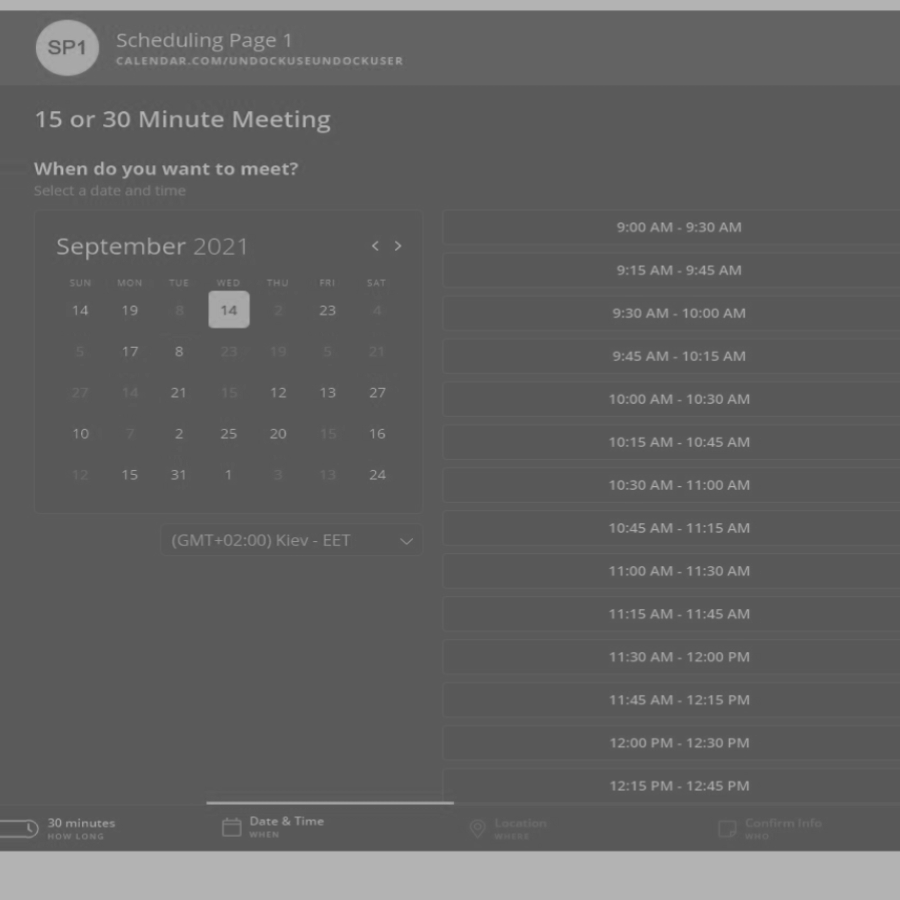 SP1
Scheduling Page 1
CALENDAR.COM/UNDOCKUSEUNDOCKUSER
15 or 30 Minute Meeting
When do you want to meet?
Select a date and time
September 2021
< >
SUN MON TUE WED THU FRI SAT
14 19 8 14 2 23 4
5 17 8 23 19 5 21
27 14 21 15 12 13 27
10 7 2 25 20 15 16
12 15 31 1 3 13 24
(GMT+02:00) Kiev - EET
9:00 AM - 9:30 AM
9:15 AM - 9:45 AM
9:30 AM - 10:00 AM
9:45 AM - 10:15 AM
10:00 AM - 10:30 AM
10:15 AM - 10:45 AM
10:30 AM - 11:00 AM
10:45 AM - 11:15 AM
11:00 AM - 11:30 AM
11:15 AM - 11:45 AM
11:30 AM - 12:00 PM
11:45 AM - 12:15 PM
12:00 PM - 12:30 PM
12:15 PM - 12:45 PM
30 minutes
HOW LONG
Date & Time
WHEN
Location
WHERE
Confirm Info
WHO